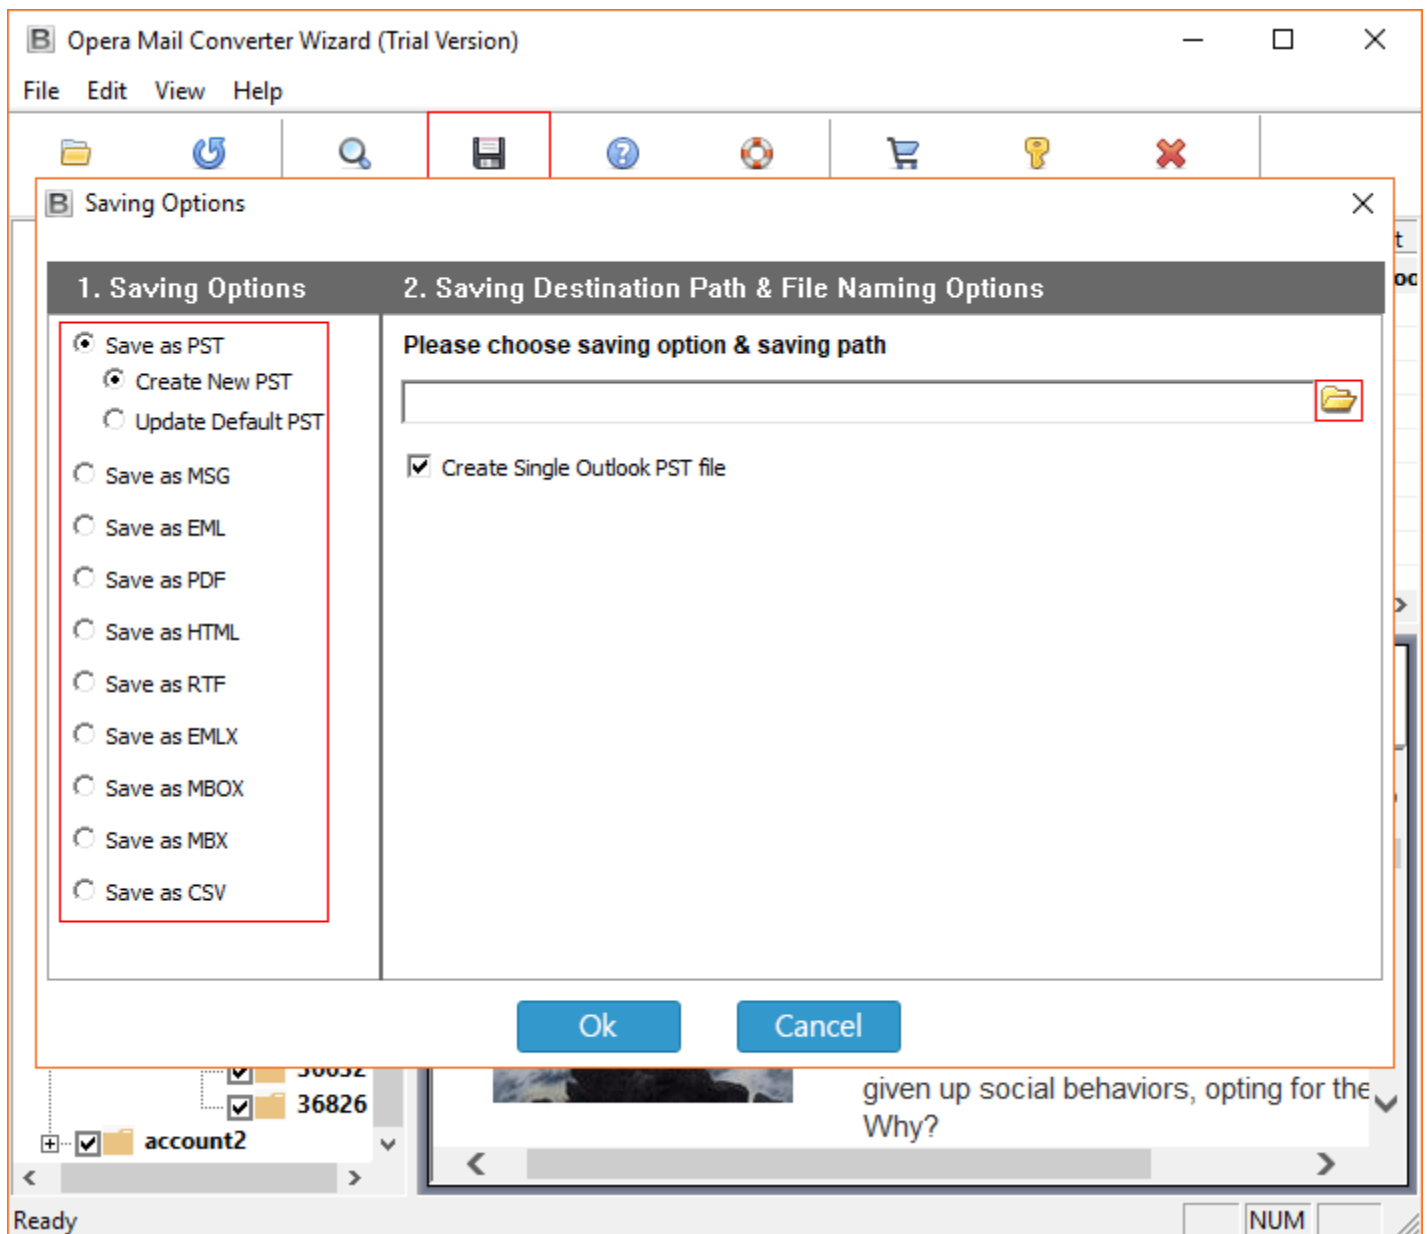 B Opera Mail Converter Wizard (Trial Version)
File Edit View Help
B Saving Options
t
1. Saving Options
2. Saving Destination Path & File Naming Options
Save as PST
Create New PST
Update Default PST
Save as MSG
Save as EML
Save as PDF
Save as HTML
Save as RTF
Save as EMLX
Save as MBOX
Save as MBX
Save as CSV
Please choose saving option & saving path
Create Single Outlook PST file
Ok Cancel
36826
account2
given up social behaviors, opting for the
Why?
Ready
NUM